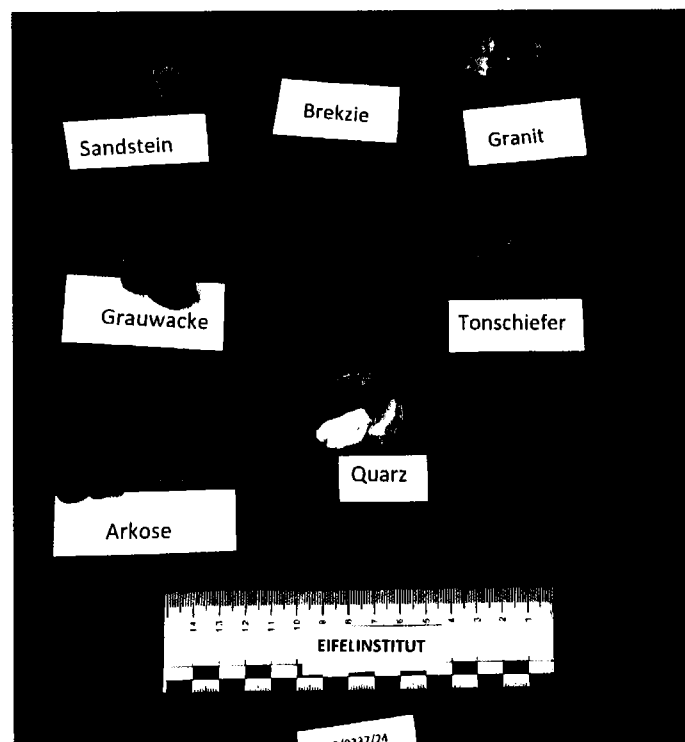 Sandstein
Brekzie
Granit
Grauwacke
Tonschiefer
Quarz
Arkose
14 13 12 11 10 9 8 7 6 5 4 3 2 1
EIFELINSTITUT